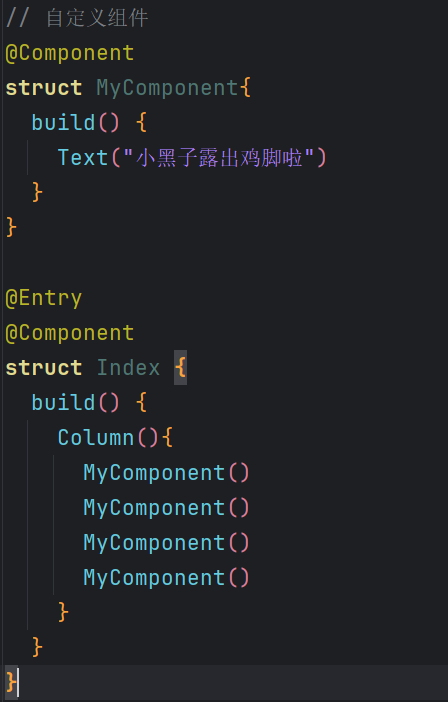 // 自定义组件
@Component
struct MyComponent{
  build() {
    Text("小黑子露出鸡脚啦")
  }
}

@Entry
@Component
struct Index {
  build() {
    Column(){
      MyComponent()
      MyComponent()
      MyComponent()
      MyComponent()
    }
  }
}